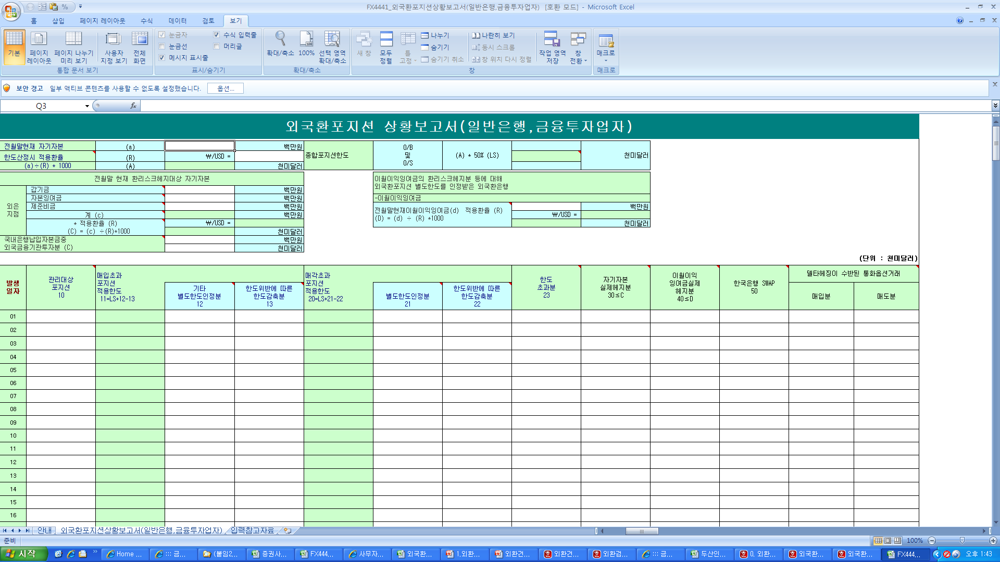 FX4441_외국환포지션상황보고서(일반은행,금융투자업자) [호환 모드] - Microsoft Excel
홈 삽입 페이지 레이아웃 수식 데이터 검토 보기
기본
페이지 레이아웃
페이지 나누기 미리 보기
사용자 지정 보기
전체 화면
통합 문서 보기
눈금자
눈금선
메시지 표시줄
수식 입력줄
머리글
표시/숨기기
확대/축소
100%
선택 영역 확대/축소
확대/축소
새 창
모두 정렬
틀 고정
나누기
숨기기
숨기기 취소
나란히 보기
동시 스크롤
창 위치 다시 정렬
작업 영역 저장
창 전환
창
매크로
매크로
보안 경고 일부 액티브 콘텐츠를 사용할 수 없도록 설정했습니다. 옵션...
Q3
fx
외국환포지션 상황보고서(일반은행,금융투자업자)
전월말현재 자기자본 (a) 백만원
한도산정시 적용환율 (R) ₩/USD =
(a)÷(R) * 1000 (A) 천미달러
종합포지션한도
O/B
및
O/S
(A) * 50% (LS)
천미달러
전월말 현재 환리스크헤지대상 자기자본
외은
지점
갑기금 백만원
자본잉여금 백만원
제준비금 백만원
계 (c) 백만원
* 적용환율 (R) ₩/USD =
(C) = (c) ÷(R)*1000 천미달러
국내은행납입자본금중 백만원
외국금융기관투자분 (C) 천미달러
이월이익잉여금의 환리스크헤지분 등에 대해
외국환포지션 별도한도를 인정받은 외국환은행
-이월이익잉여금
전월말현재이월이익잉여금(d) 적용환율 (R)
(D) = (d) ÷ (R) *1000
백만원
₩/USD =
천미달러
(단위 : 천미달러)
발생
일자
관리대상
포지션
10
매입초과
포지션
적용한도
11=LS+12-13
기타
별도한도인정분
12
한도위반에 따른
한도감축분
13
매각초과
포지션
적용한도
20=LS+21-22
별도한도인정분
21
한도위반에 따른
한도감축분
22
한도
초과분
23
자기자본
실제헤지분
30≤C
이월이익
잉여금실제
헤지분
40≤D
한국은행 SWAP
50
델타헤징이 수반된 통화옵션거래
매입분 매도분
01
02
03
04
05
06
07
08
09
10
11
12
13
14
15
16
안내 외국환포지션상황보고서(일반은행,금융투자업자) 입력참고자료
준비 100%
시작 Home ... ::: 금... (붙임2... 증권사... FX444... 사무자... 외국환... 1.외환... 외환건... 외환건... 외환검... ::: 금... 두산인... 0. 외환... 외국환... 외국환... FX444... 오후 1:43